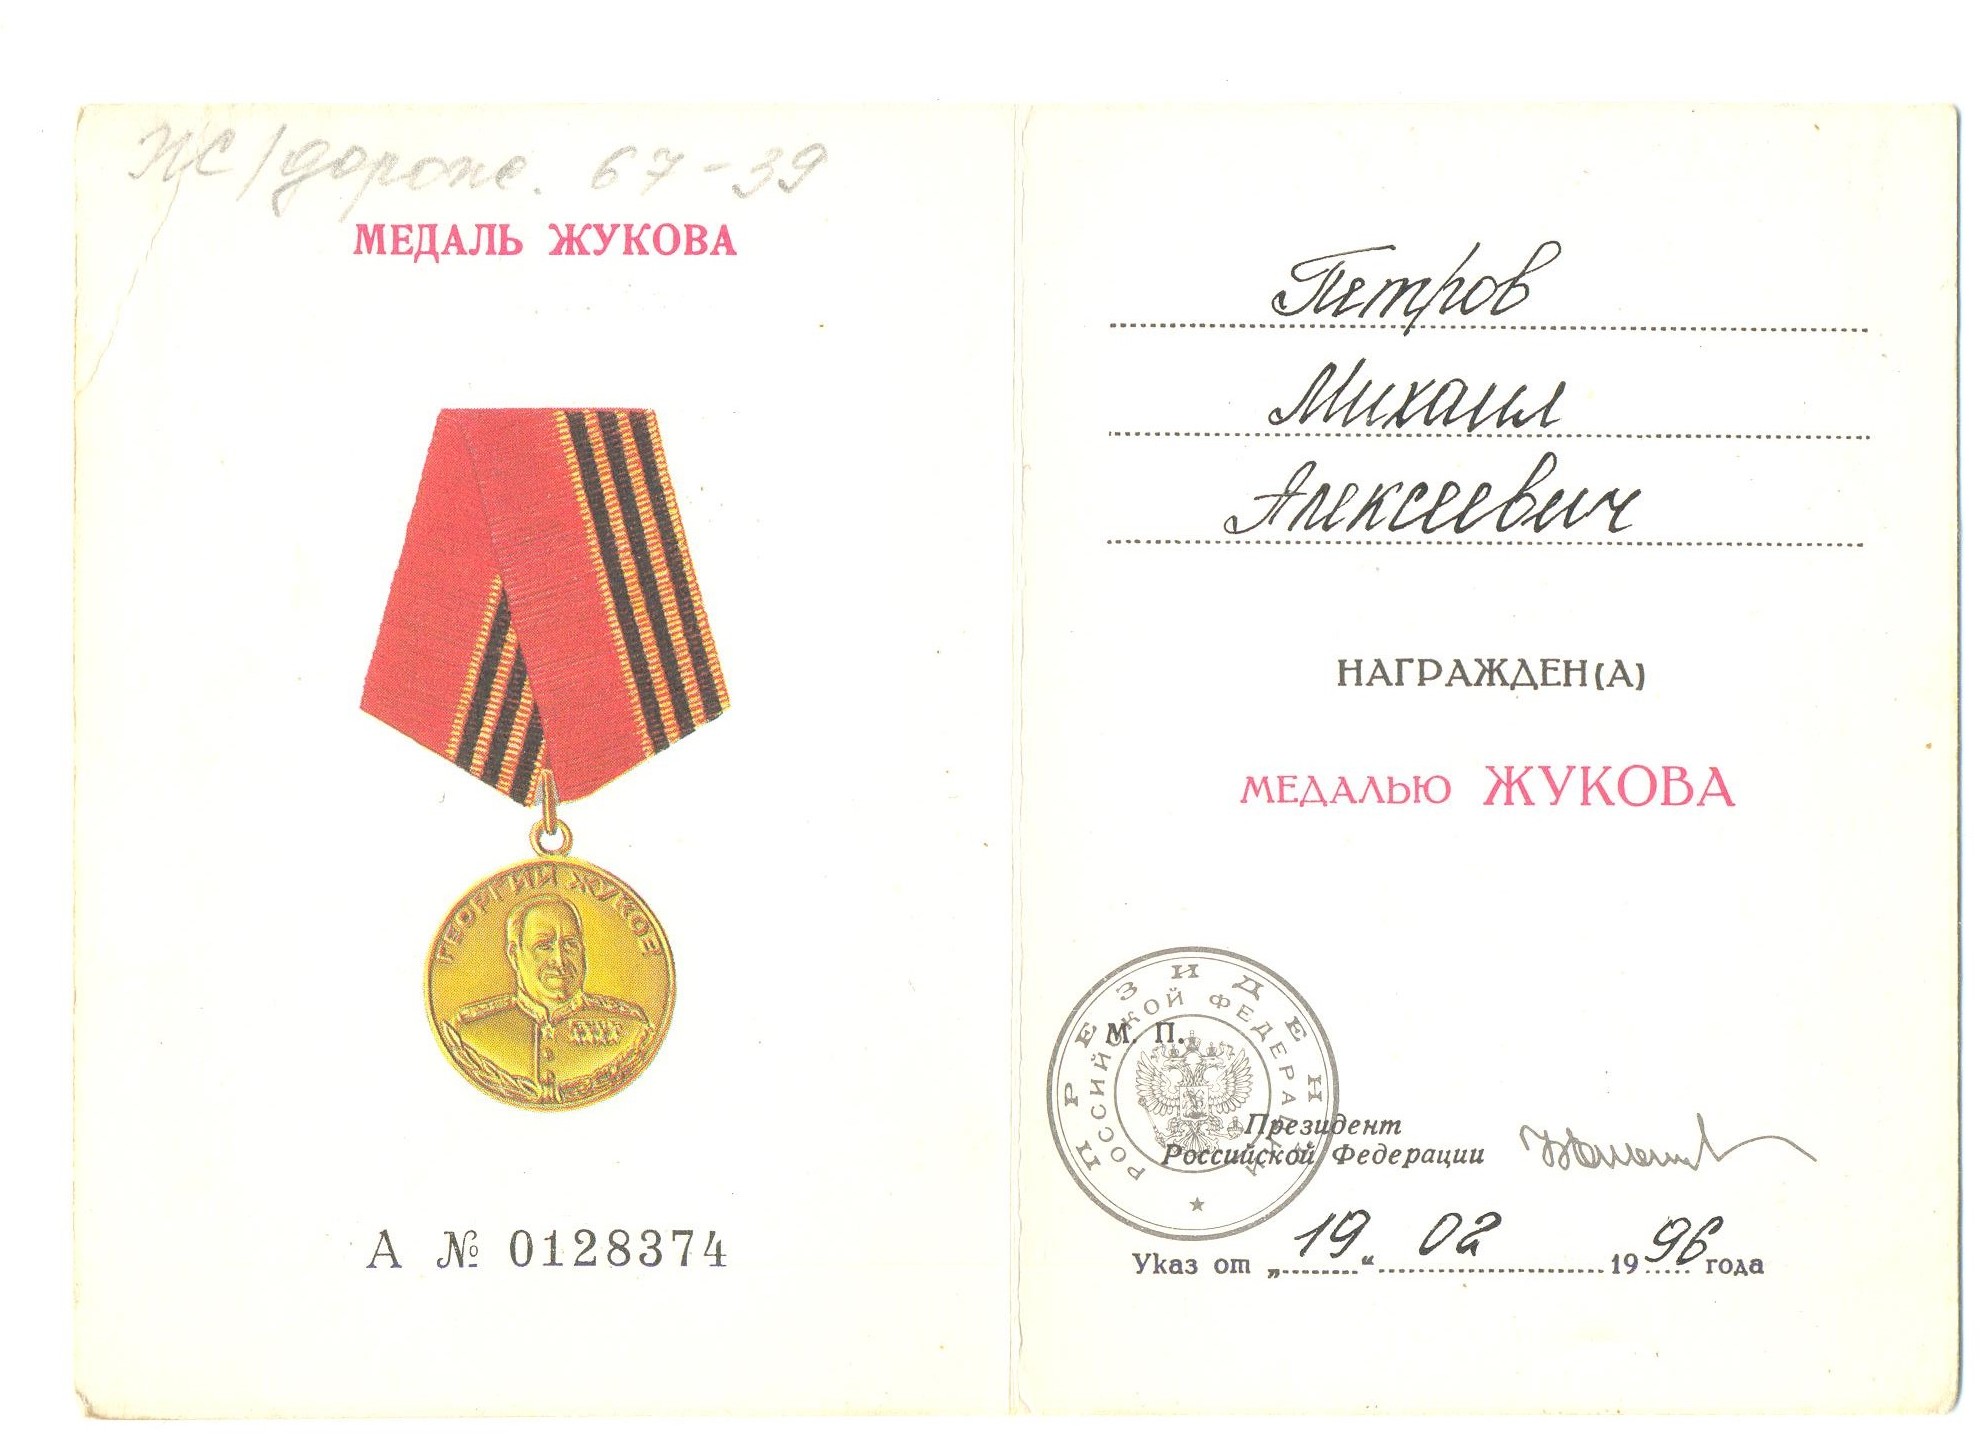 ж/дорож. 67-39
МЕДАЛЬ ЖУКОВА
ГЕОРГИЙ ЖУКОВ
А № 0128374
Петров
Михаил
Алексеевич
НАГРАЖДЕН(А)
МЕДАЛЬЮ ЖУКОВА
ПРЕЗИДЕНТ
РОССИЙСКОЙ ФЕДЕРАЦИИ
М. П.
Президент
Российской Федерации
Указ от „19“ 02 1996 года